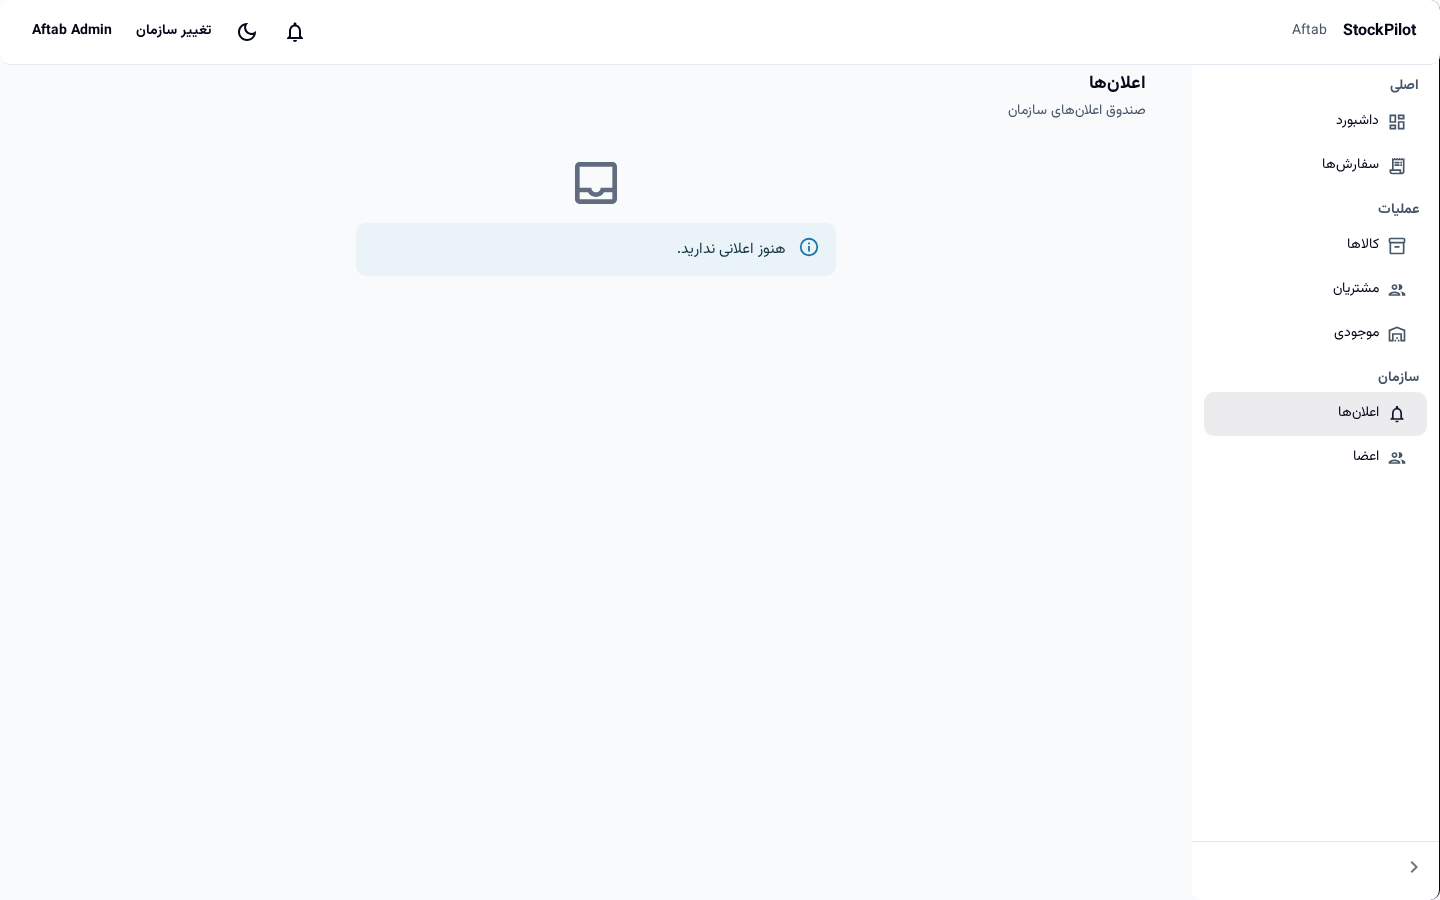 StockPilot
Aftab
تغییر سازمان
Aftab Admin
اصلی
داشبورد
سفارش‌ها
عملیات
کالاها
مشتریان
موجودی
سازمان
اعلان‌ها
اعضا
اعلان‌ها
صندوق اعلان‌های سازمان
هنوز اعلانی ندارید.